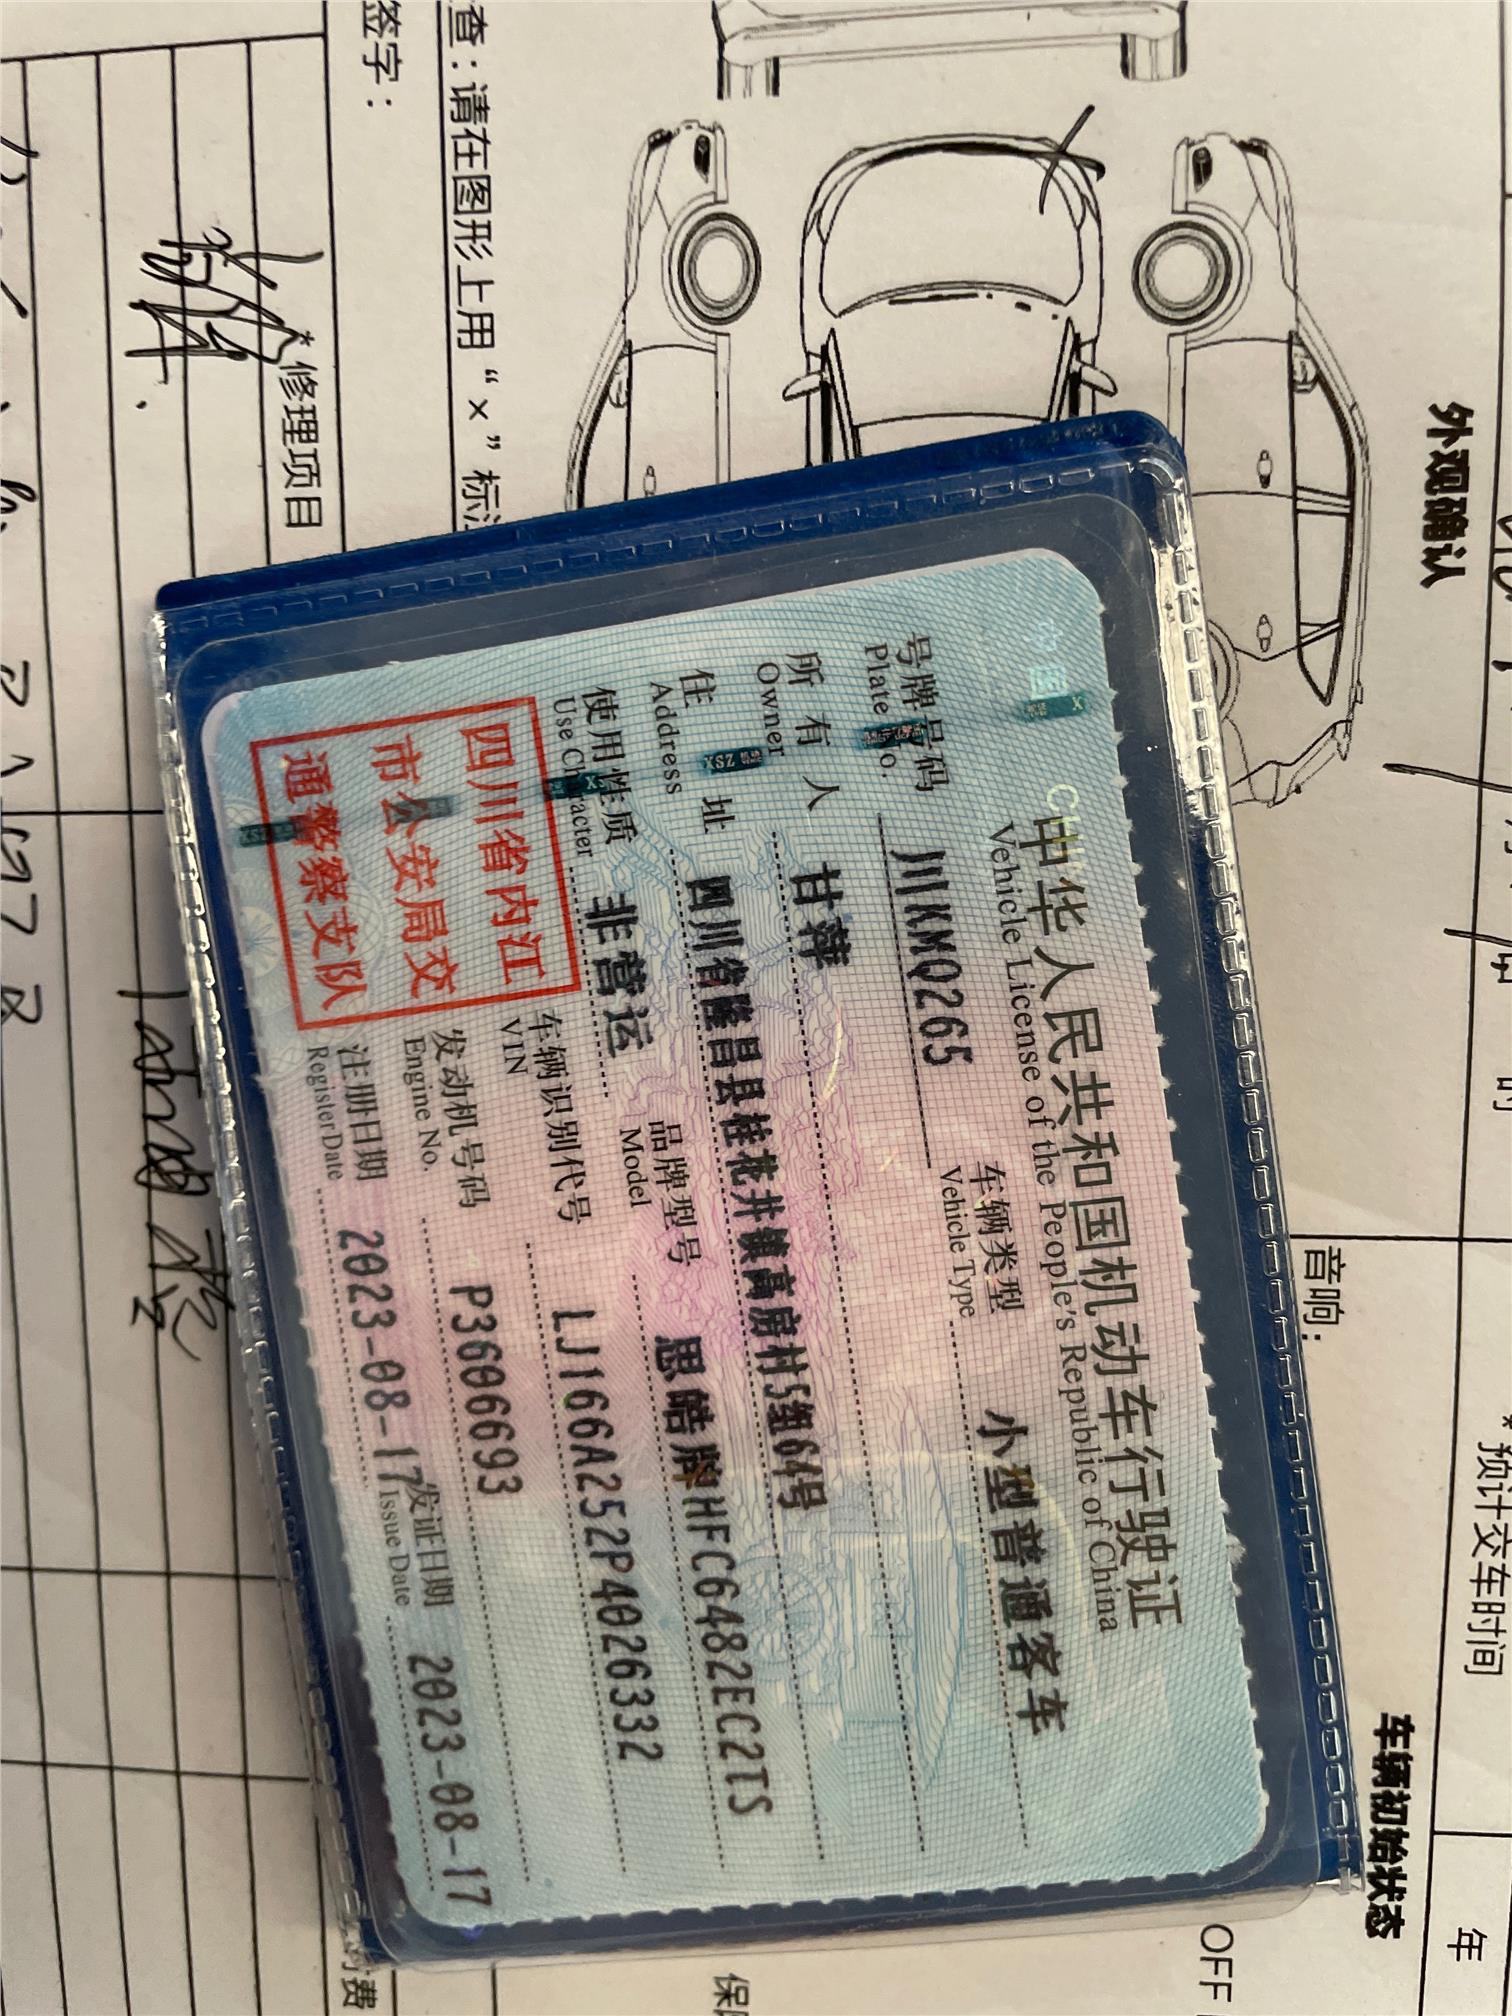 中华人民共和国机动车行驶证
Vehicle License of the People's Republic of China
号牌号码 川KMQ265 车辆类型 小型普通客车
Plate No. Vehicle Type
所有人 甘萍
Owner
住址 四川省隆昌县桂花井镇高房村5组64号
Address
使用性质 非营运 品牌型号 思皓牌HFC6482EC2TS
Use Character Model
四川省内江
市公安局交
通警察支队
车辆识别代号 LJ166A252P4026332
VIN
发动机号码 P3606693
Engine No.
注册日期 2023-08-17 发证日期 2023-08-17
Register Date Issue Date
外观确认
查：请在图形上用“×”标
签字：
*修理项目
音响：
*预计交车时间
车辆初始状态
年
时
OFF
保
费